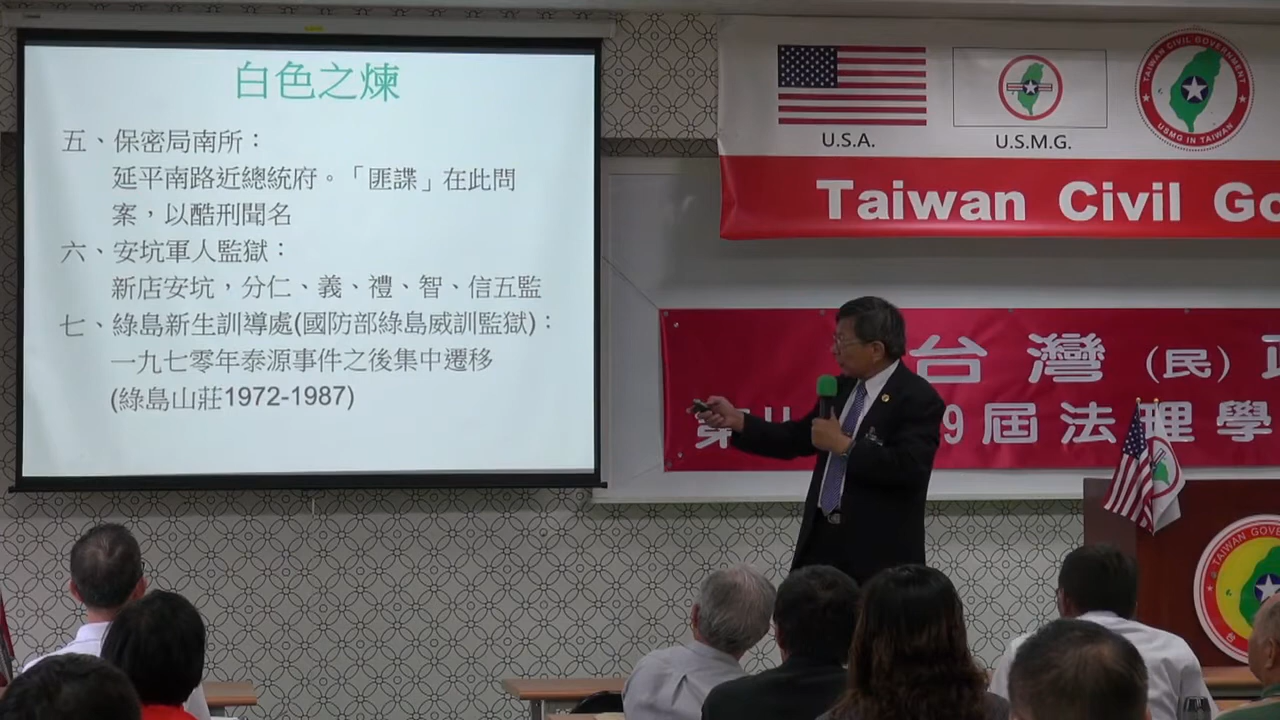 白色之煉
五、保密局南所：
延平南路近總統府。「匪諜」在此問
案，以酷刑聞名
六、安坑軍人監獄：
新店安坑，分仁、義、禮、智、信五監
七、綠島新生訓導處(國防部綠島感訓監獄)：
一九七零年泰源事件之後集中遷移
(綠島山莊1972-1987)
U.S.A.
U.S.M.G.
TAIWAN CIVIL GOVERNMENT
USMG IN TAIWAN
Taiwan Civil Go
台灣(民)
第
9屆法理學
TAIWAN GOVE
台